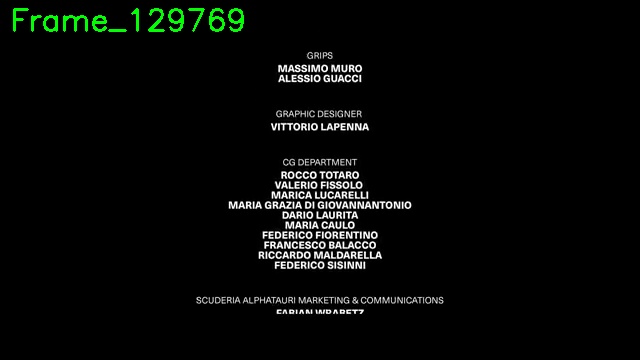 Frame_129769
GRIPS
MASSIMO MURO
ALESSIO GUACCI
GRAPHIC DESIGNER
VITTORIO LAPENNA
CG DEPARTMENT
ROCCO TOTARO
VALERIO FISSOLO
MARICA LUCARELLI
MARIA GRAZIA DI GIOVANNANTONIO
DARIO LAURITA
MARIA CAULO
FEDERICO FIORENTINO
FRANCESCO BALACCO
RICCARDO MALDARELLA
FEDERICO SISINNI
SCUDERIA ALPHATAURI MARKETING & COMMUNICATIONS
FABIAN WRABETZ